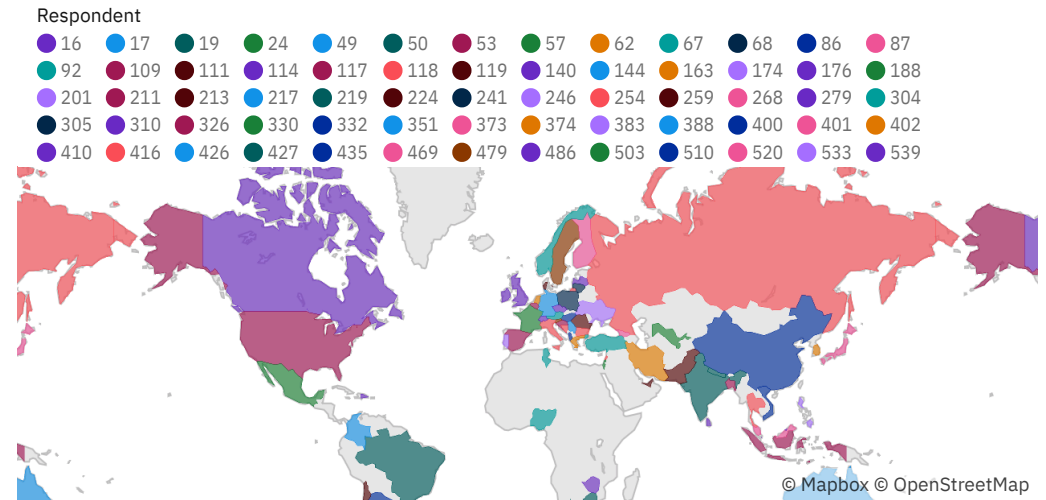 Respondent
16 17 19 24 49 50 53 57 62 67 68 86 87
92 109 111 114 117 118 119 140 144 163 174 176 188
201 211 213 217 219 224 241 246 254 259 268 279 304
305 310 326 330 332 351 373 374 383 388 400 401 402
410 416 426 427 435 469 479 486 503 510 520 533 539
© Mapbox © OpenStreetMap